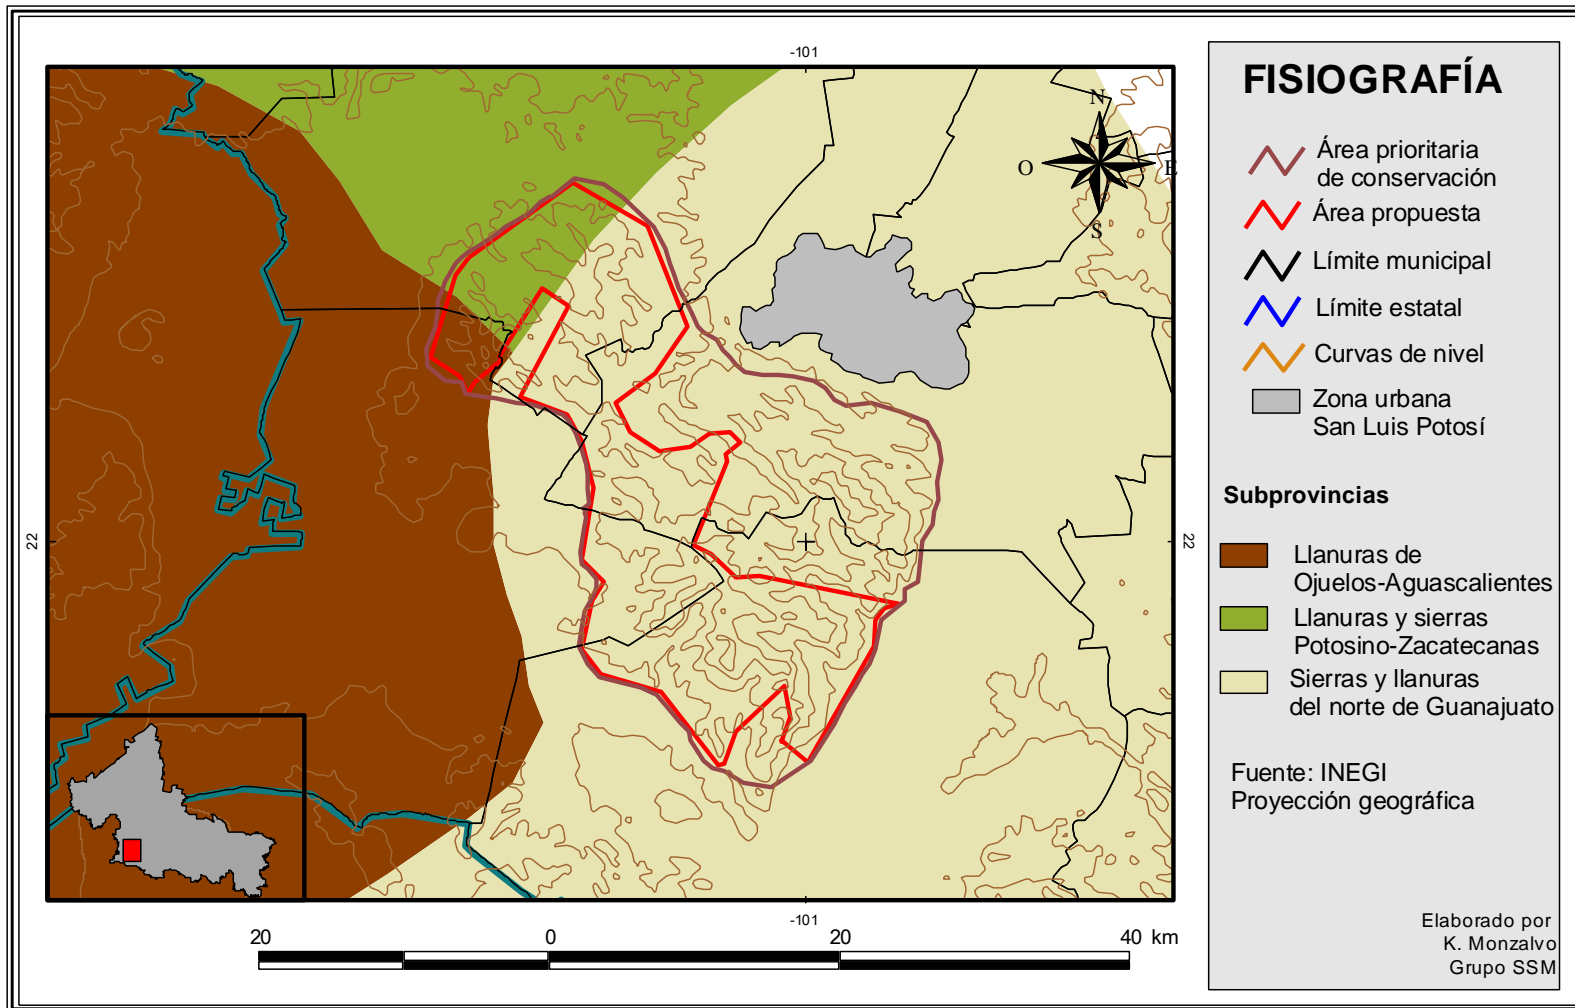 -101
FISIOGRAFÍA
N
O
E
S
Área prioritaria
de conservación
Área propuesta
Límite municipal
Límite estatal
Curvas de nivel
Zona urbana
San Luis Potosí
22
22
Subprovincias
Llanuras de
Ojuelos-Aguascalientes
Llanuras y sierras
Potosino-Zacatecanas
Sierras y llanuras
del norte de Guanajuato
Fuente: INEGI
Proyección geográfica
-101
20 0 20 40 km
Elaborado por
K. Monzalvo
Grupo SSM